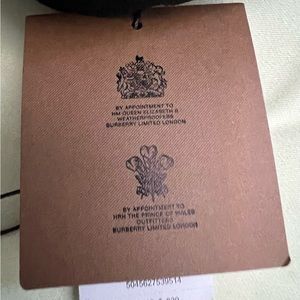 BY APPOINTMENT TO
HM QUEEN ELIZABETH II
WEATHERPROOFERS
BURBERRY LIMITED LONDON
BY APPOINTMENT TO
HRH THE PRINCE OF WALES
OUTFITTERS
BURBERRY LIMITED LONDON
5045627539514